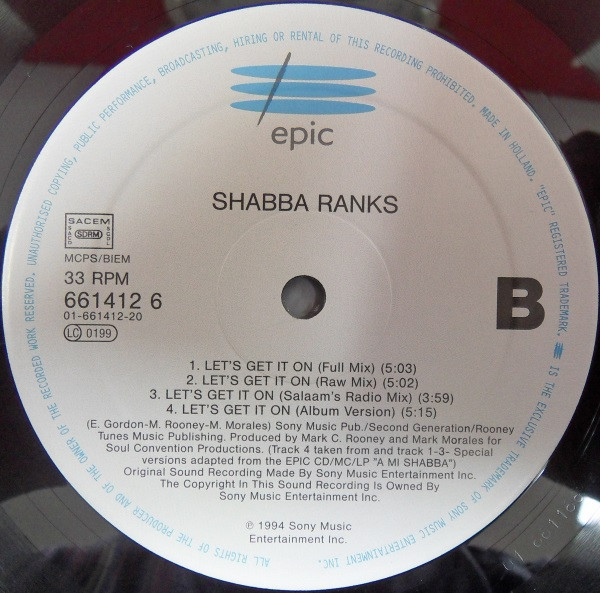 UNAUTHORISED COPYING, PUBLIC PERFORMANCE, BROADCASTING, HIRING OR RENTAL OF THIS RECORDING PROHIBITED. MADE IN HOLLAND. "EPIC" REGISTERED TRADEMARK. IS THE EXCLUSIVE TRADEMARK OF SONY MUSIC ENTERTAINMENT INC.
ALL RIGHTS OF THE PRODUCER AND OF THE OWNER OF THE RECORDED WORK RESERVED.
epic
SHABBA RANKS
SACEM
SACD
SDRM
SCGL
MCPS/BIEM
33 RPM
661412 6
01-661412-20
LC 0199
B
1. LET'S GET IT ON (Full Mix) (5:03)
2. LET'S GET IT ON (Raw Mix) (5:02)
3. LET'S GET IT ON (Salaam's Radio Mix) (3:59)
4. LET'S GET IT ON (Album Version) (5:15)
(E. Gordon-M. Rooney-M. Morales) Sony Music Pub./Second Generation/Rooney
Tunes Music Publishing. Produced by Mark C. Rooney and Mark Morales for
Soul Convention Productions. (Track 4 taken from and track 1-3- Special
versions adapted from the EPIC CD/MC/LP "A MI SHABBA")
Original Sound Recording Made By Sony Music Entertainment Inc.
The Copyright In This Sound Recording Is Owned By
Sony Music Entertainment Inc.
℗ 1994 Sony Music
Entertainment Inc.